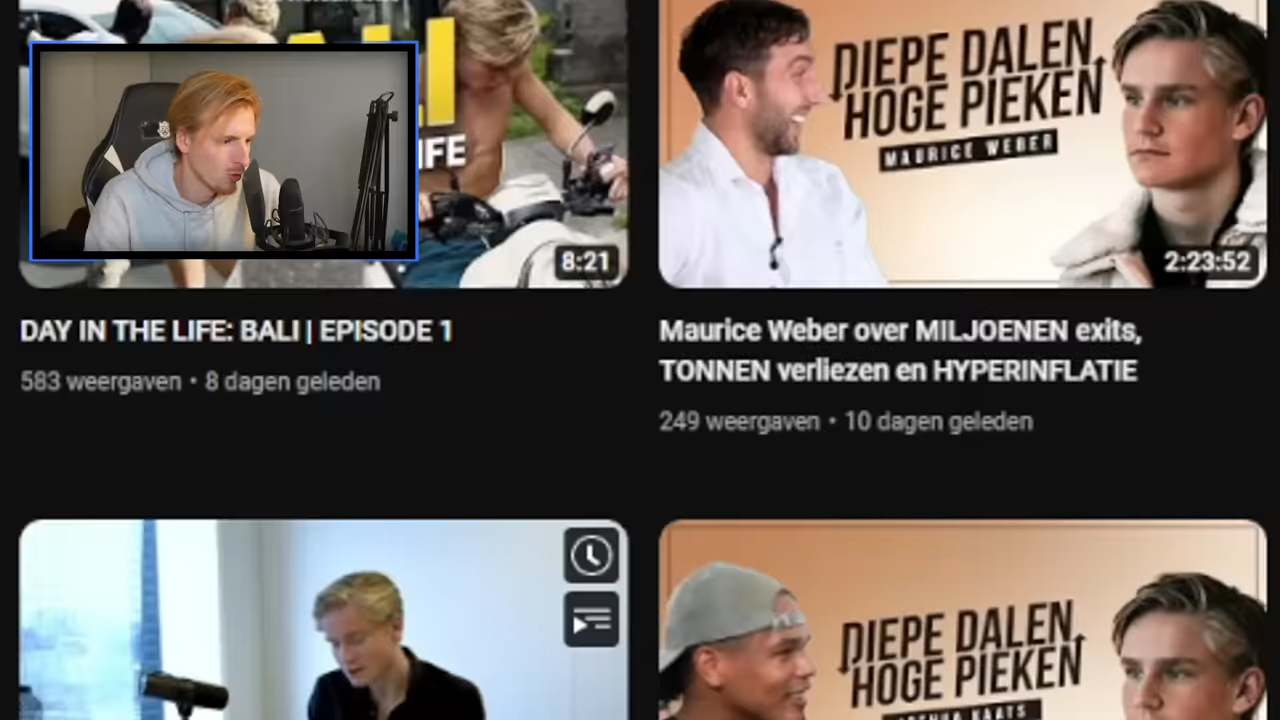 LI
IFE
8:21
DIEPE DALEN
HOGE PIEKEN
MAURICE WEBER
2:23:52
DAY IN THE LIFE: BALI | EPISODE 1
583 weergaven • 8 dagen geleden
Maurice Weber over MILJOENEN exits,
TONNEN verliezen en HYPERINFLATIE
249 weergaven • 10 dagen geleden
DIEPE DALEN
HOGE PIEKEN